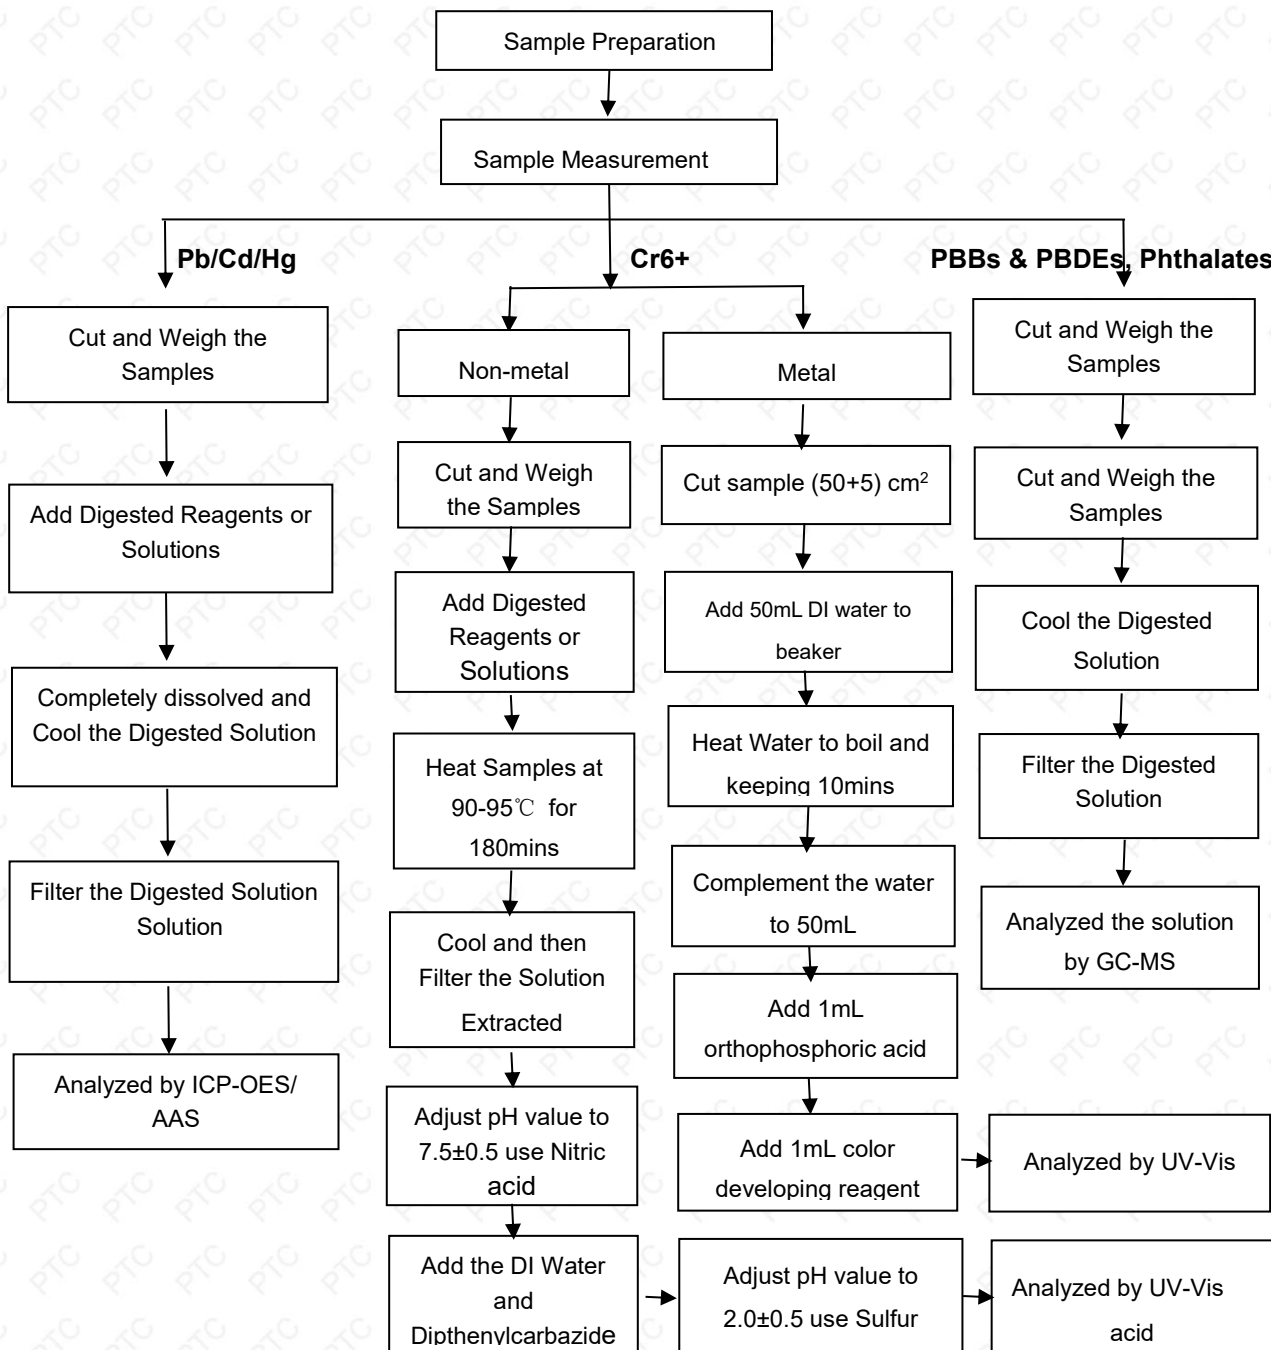 Sample Preparation
Sample Measurement
Pb/Cd/Hg
Cr6+
PBBs & PBDEs, Phthalates
Cut and Weigh the
Samples
Add Digested Reagents or
Solutions
Completely dissolved and
Cool the Digested Solution
Filter the Digested Solution
Solution
Analyzed by ICP-OES/
AAS
Non-metal
Cut and Weigh
the Samples
Add Digested
Reagents or
Solutions
Heat Samples at
90-95℃ for
180mins
Cool and then
Filter the Solution
Extracted
Adjust pH value to
7.5±0.5 use Nitric
acid
Add the DI Water
and
Dipthenylcarbazide
Adjust pH value to
2.0±0.5 use Sulfur
Analyzed by UV-Vis
acid
Metal
Cut sample (50+5) cm²
Add 50mL DI water to
beaker
Heat Water to boil and
keeping 10mins
Complement the water
to 50mL
Add 1mL
orthophosphoric acid
Add 1mL color
developing reagent
Analyzed by UV-Vis
Cut and Weigh the
Samples
Cut and Weigh the
Samples
Cool the Digested
Solution
Filter the Digested
Solution
Analyzed the solution
by GC-MS
PTC